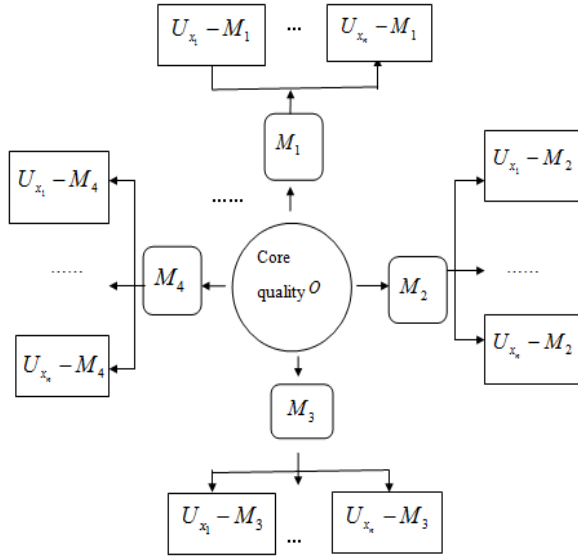 U_{x_1} − M_1 ... U_{x_n} − M_1
M_1
U_{x_1} − M_4
U_{x_1} − M_2
......
Core
quality O
......
M_4
M_2
......
U_{x_n} − M_4
U_{x_n} − M_2
M_3
U_{x_1} − M_3 ... U_{x_n} − M_3